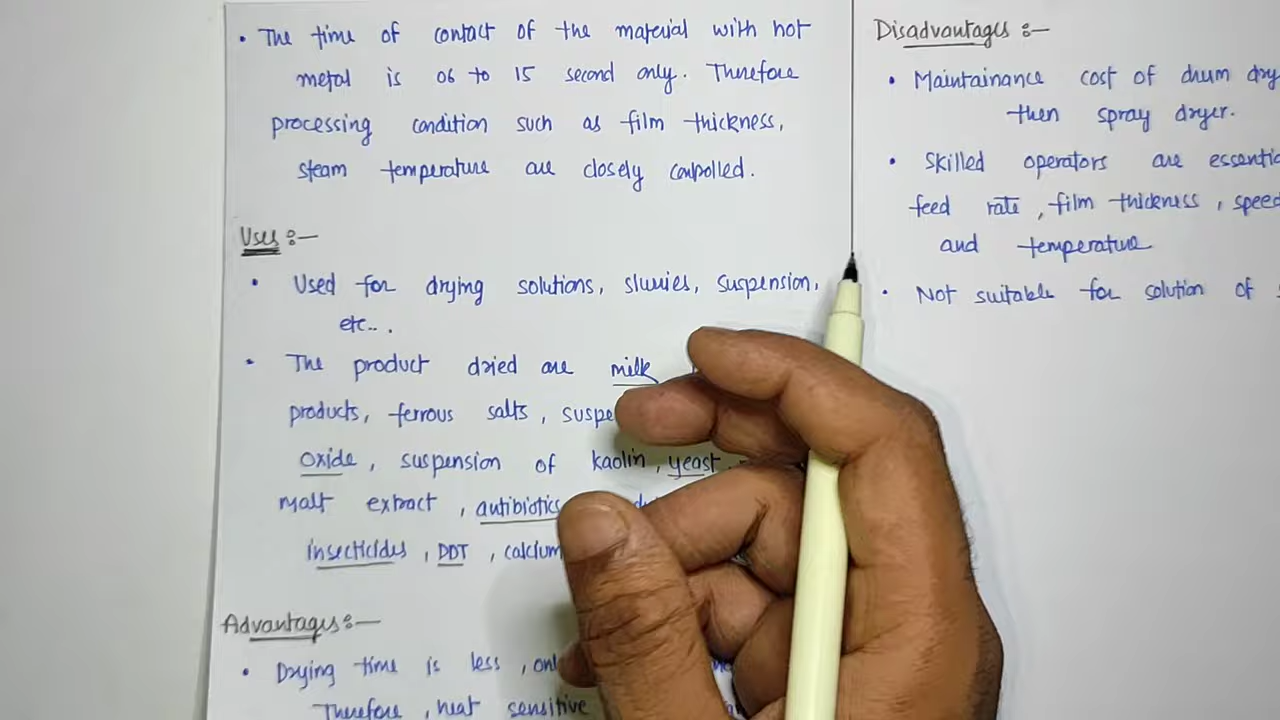 • The time of contact of the material with hot
metal is 06 to 15 second only. Therefore
processing condition such as film thickness,
steam temperature are closely controlled.
Uses :—
• Used for drying solutions, slurries, suspension,
etc...
• The product dried are milk
products, ferrous salts, suspe
oxide, suspension of kaolin, yeast
malt extract, antibiotics
insecticides, DDT, calcium
Advantages :—
• Drying time is less, onl
Therefore, heat sensitive
Disadvantages :—
• Maintainance cost of drum dry
then spray dryer.
• Skilled operators are essentia
feed rate, film thickness, speed
and temperature
• Not suitable for solution of